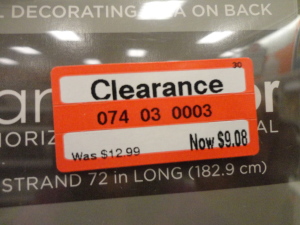 DECORATING
A ON BACK
30
Clearance
074 03 0003
Was $12.99
Now $9.08
STRAND 72 in LONG (182.9 cm)